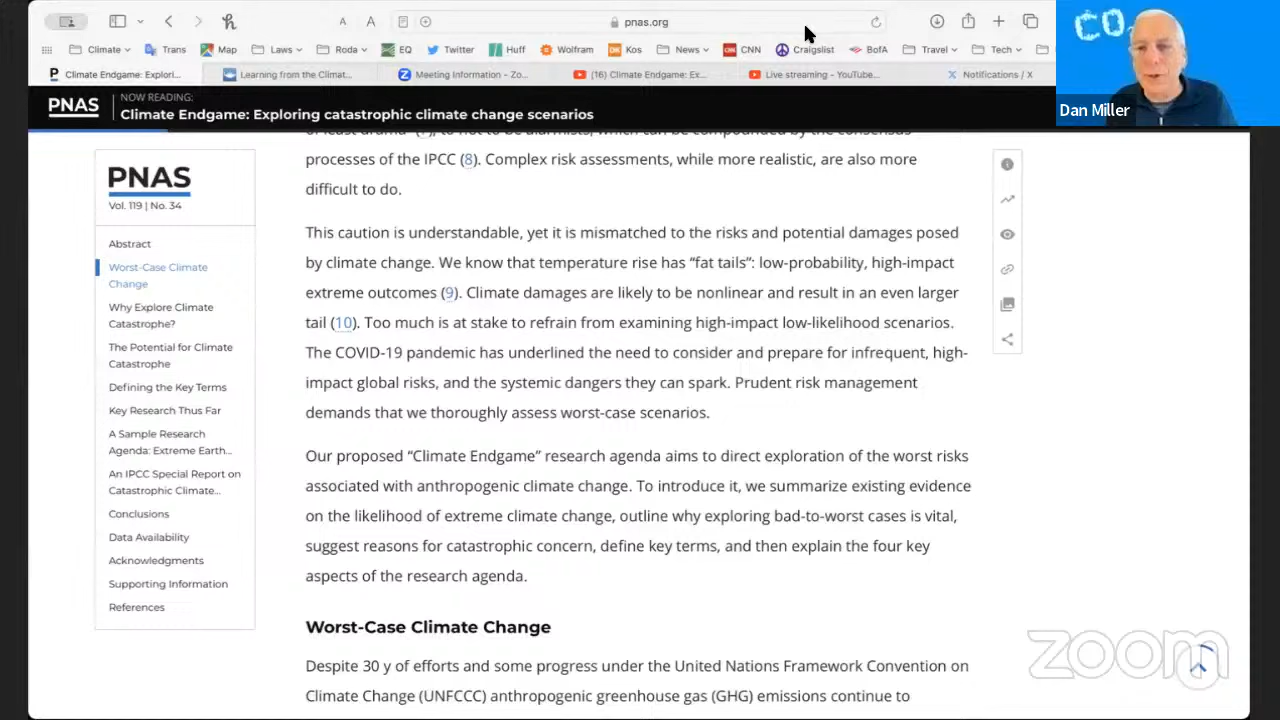 A A
pnas.org
Climate
Trans
Map
Laws
Roda
EQ
Twitter
Huff
Wolfram
Kos
News
CNN
Craigslist
BofA
Travel
Tech
CO
P Climate Endgame: Explori...
Learning from the Climat...
Meeting Information - Zo...
(16) Climate Endgame: Ex...
Live streaming - YouTube...
Notifications / X
Dan Miller
PNAS
NOW READING:
Climate Endgame: Exploring catastrophic climate change scenarios
to not to be alarmists, which can be compounded by the consensus
processes of the IPCC (8). Complex risk assessments, while more realistic, are also more
difficult to do.
This caution is understandable, yet it is mismatched to the risks and potential damages posed
by climate change. We know that temperature rise has “fat tails”: low-probability, high-impact
extreme outcomes (9). Climate damages are likely to be nonlinear and result in an even larger
tail (10). Too much is at stake to refrain from examining high-impact low-likelihood scenarios.
The COVID-19 pandemic has underlined the need to consider and prepare for infrequent, high-
impact global risks, and the systemic dangers they can spark. Prudent risk management
demands that we thoroughly assess worst-case scenarios.
Our proposed “Climate Endgame” research agenda aims to direct exploration of the worst risks
associated with anthropogenic climate change. To introduce it, we summarize existing evidence
on the likelihood of extreme climate change, outline why exploring bad-to-worst cases is vital,
suggest reasons for catastrophic concern, define key terms, and then explain the four key
aspects of the research agenda.
Worst-Case Climate Change
Despite 30 y of efforts and some progress under the United Nations Framework Convention on
Climate Change (UNFCCC) anthropogenic greenhouse gas (GHG) emissions continue to
PNAS
Vol. 119 | No. 34
Abstract
Worst-Case Climate
Change
Why Explore Climate
Catastrophe?
The Potential for Climate
Catastrophe
Defining the Key Terms
Key Research Thus Far
A Sample Research
Agenda: Extreme Earth...
An IPCC Special Report on
Catastrophic Climate...
Conclusions
Data Availability
Acknowledgments
Supporting Information
References
zoom